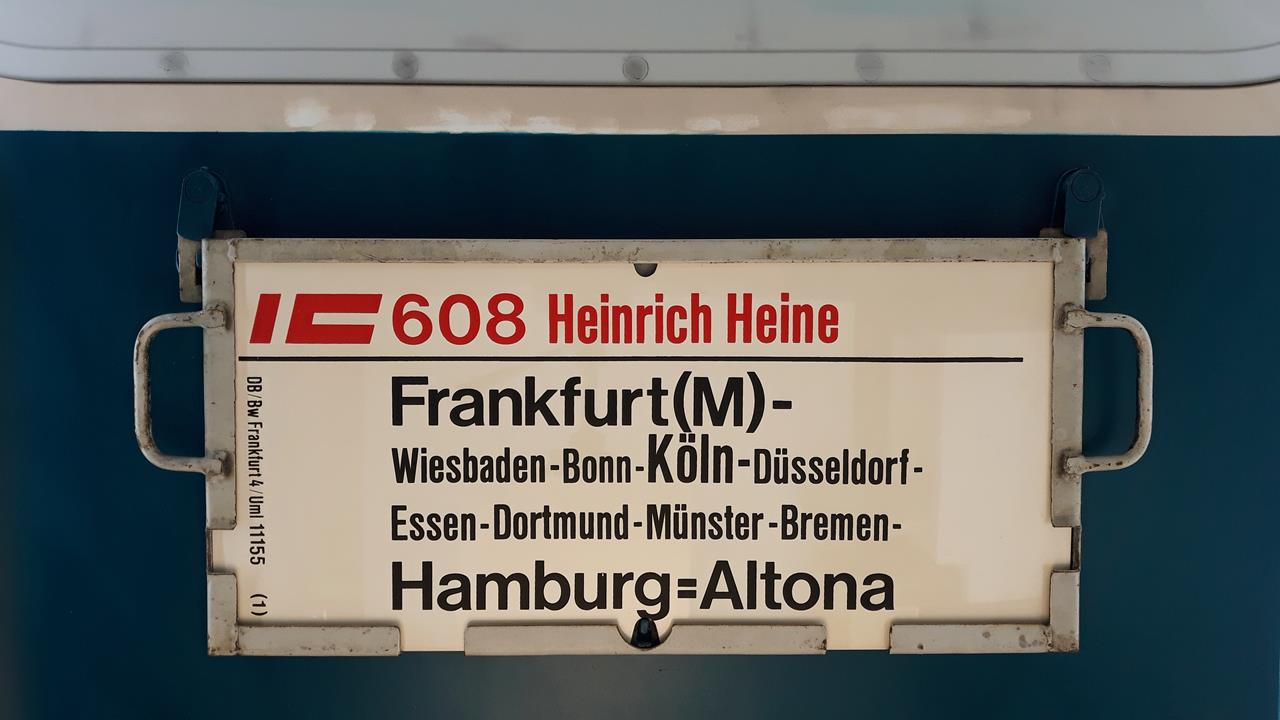 IC 608 Heinrich Heine
Frankfurt(M)-
Wiesbaden-Bonn-Köln-Düsseldorf-
Essen-Dortmund-Münster-Bremen-
Hamburg=Altona
DB/Bw Frankfurt 4/Uml 11155 (1)